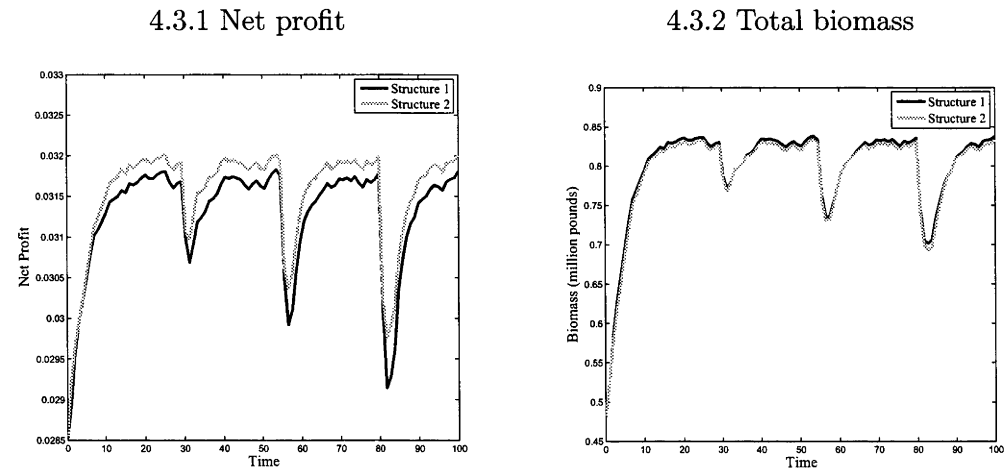 4.3.1 Net profit
0.033
0.0325
0.032
0.0315
0.031
0.0305
0.03
0.0295
0.029
0.0285
Net Profit
Structure 1
Structure 2
0 10 20 30 40 50 60 70 80 90 100
Time
4.3.2 Total biomass
0.9
0.85
0.8
0.75
0.7
0.65
0.6
0.55
0.5
0.45
Biomass (million pounds)
Structure 1
Structure 2
0 10 20 30 40 50 60 70 80 90 100
Time